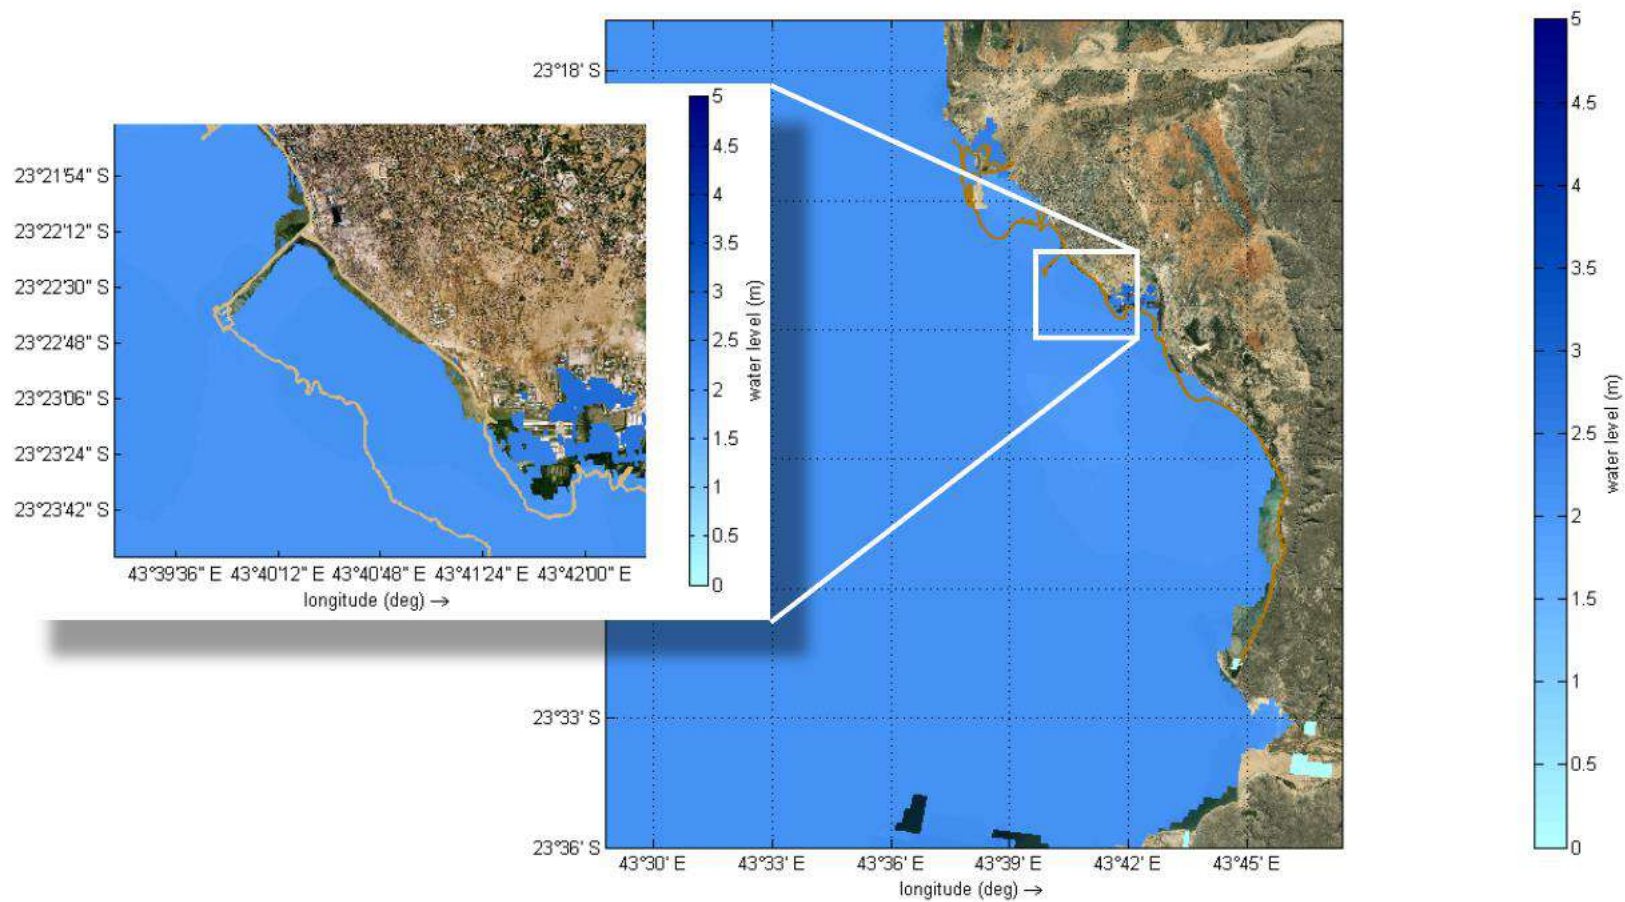 23°18' S
23°33' S
23°36' S
43°30' E 43°33' E 43°36' E 43°39' E 43°42' E 43°45' E
longitude (deg) →
5
4.5
4
3.5
3
2.5
2
1.5
1
0.5
0
water level (m)
23°21'54" S
23°22'12" S
23°22'30" S
23°22'48" S
23°23'06" S
23°23'24" S
23°23'42" S
43°39'36" E 43°40'12" E 43°40'48" E 43°41'24" E 43°42'00" E
longitude (deg) →
5
4.5
4
3.5
3
2.5
2
1.5
1
0.5
0
water level (m)